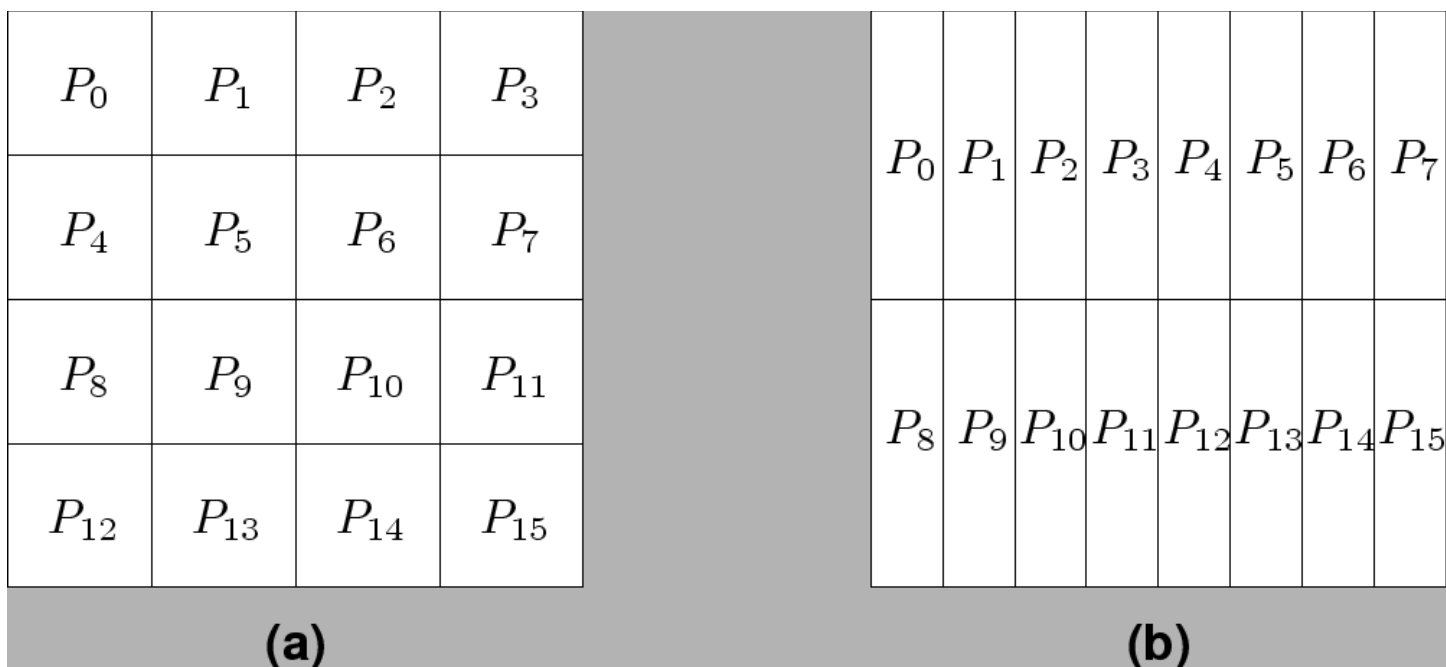 P0 P1 P2 P3
P4 P5 P6 P7
P8 P9 P10 P11
P12 P13 P14 P15
(a)
P0 P1 P2 P3 P4 P5 P6 P7
P8 P9 P10 P11 P12 P13 P14 P15
(b)